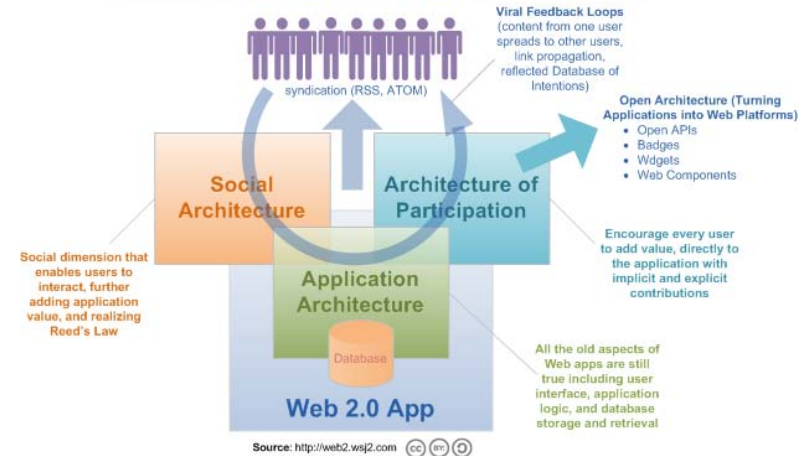 Viral Feedback Loops
(content from one user
spreads to other users,
link propagation,
reflected Database of
Intentions)
syndication (RSS, ATOM)
Open Architecture (Turning
Applications into Web Platforms)
• Open APIs
• Badges
• Wdgets
• Web Components
Social
Architecture
Architecture of
Participation
Social dimension that
enables users to
interact, further
adding application
value, and realizing
Reed's Law
Encourage every user
to add value, directly to
the application with
implicit and explicit
contributions
Application
Architecture
Database
All the old aspects of
Web apps are still
true including user
interface, application
logic, and database
storage and retrieval
Web 2.0 App
Source: http://web2.wsj2.com
cc BY: